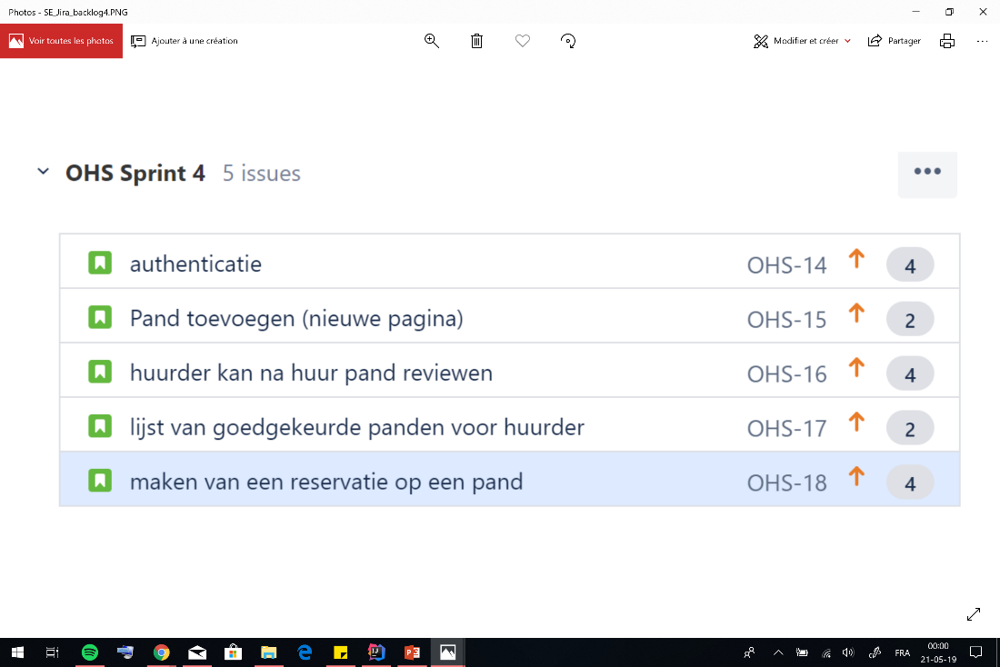 Photos - SE_Jira_backlog4.PNG
Voir toutes les photos Ajouter à une création Modifier et créer Partager
OHS Sprint 4 5 issues
authenticatie OHS-14 4
Pand toevoegen (nieuwe pagina) OHS-15 2
huurder kan na huur pand reviewen OHS-16 4
lijst van goedgekeurde panden voor huurder OHS-17 2
maken van een reservatie op een pand OHS-18 4
FRA 00:00
21-05-19